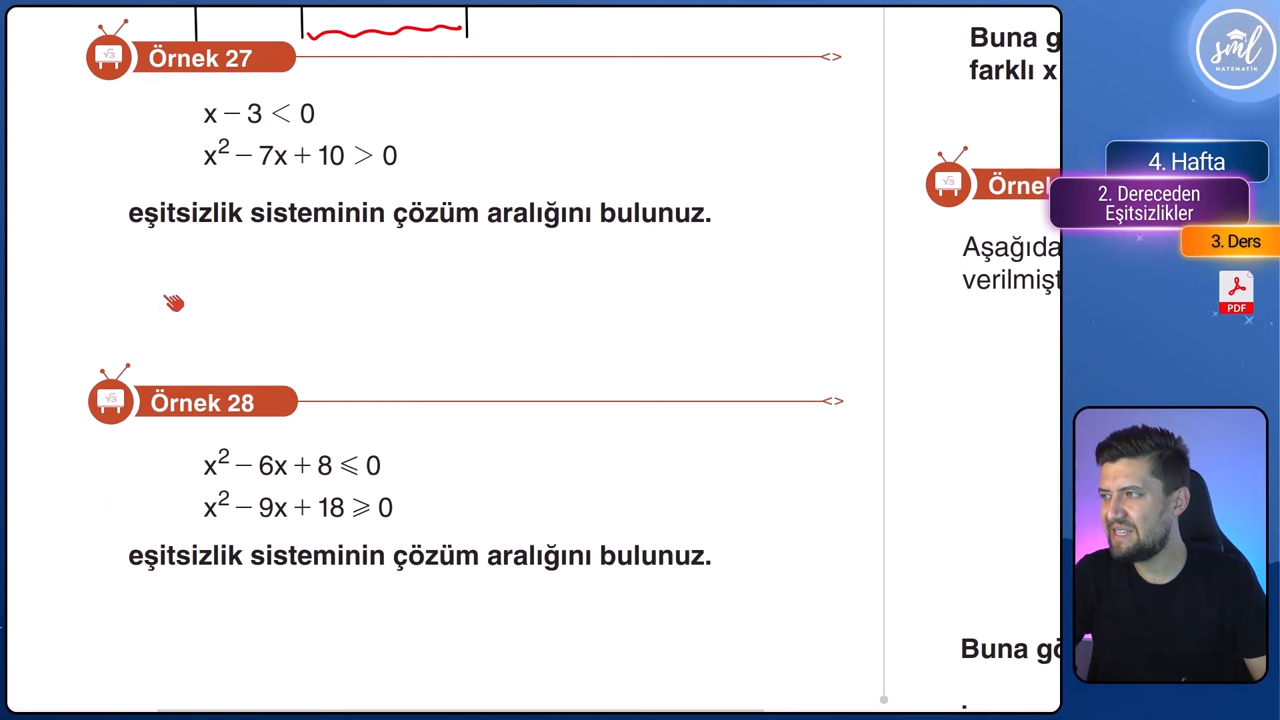 Örnek 27
x − 3 < 0
x² − 7x + 10 > 0
eşitsizlik sisteminin çözüm aralığını bulunuz.
Örnek 28
x² − 6x + 8 ⩽ 0
x² − 9x + 18 ⩾ 0
eşitsizlik sisteminin çözüm aralığını bulunuz.
Buna g
farklı x
Örnel
Aşağıda
verilmişt
Buna gö
sml
MATEMATİK
4. Hafta
2. Dereceden
Eşitsizlikler
3. Ders
PDF